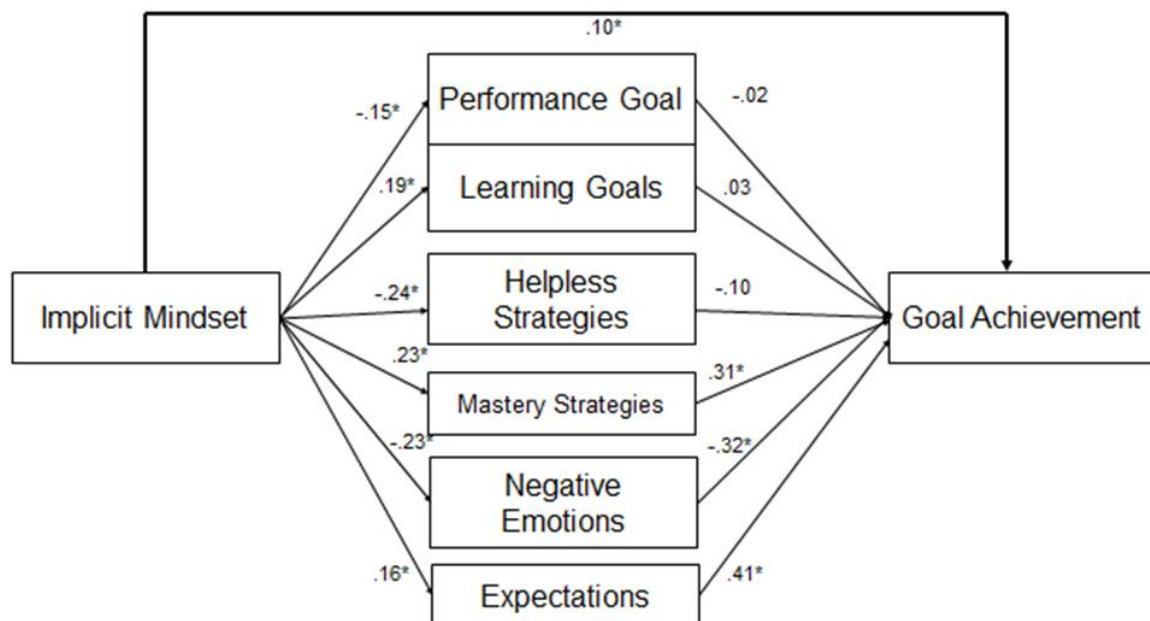 .10*
Performance Goal
-.15*
-.02
Learning Goals
.19*
.03
Helpless
Strategies
-.24*
-.10
Implicit Mindset
Goal Achievement
.23*
Mastery Strategies
.31*
-.23*
Negative
Emotions
-.32*
.16*
Expectations
.41*